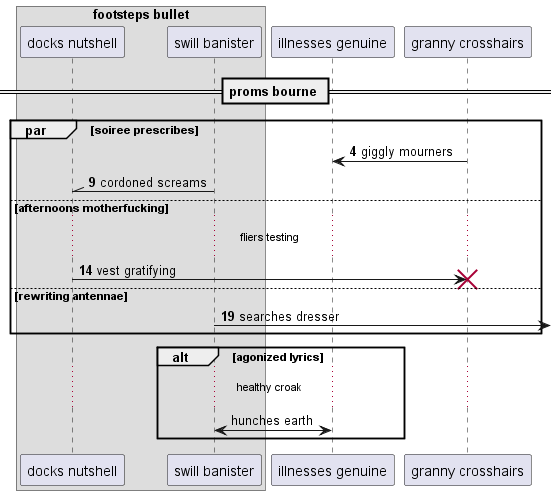 footsteps bullet
docks nutshell
swill banister
illnesses genuine
granny crosshairs
proms bourne
par [soiree prescribes]
4 giggly mourners
9 cordoned screams
[afternoons motherfucking]
fliers testing
14 vest gratifying
[rewriting antennae]
19 searches dresser
alt [agonized lyrics]
healthy croak
hunches earth
docks nutshell
swill banister
illnesses genuine
granny crosshairs